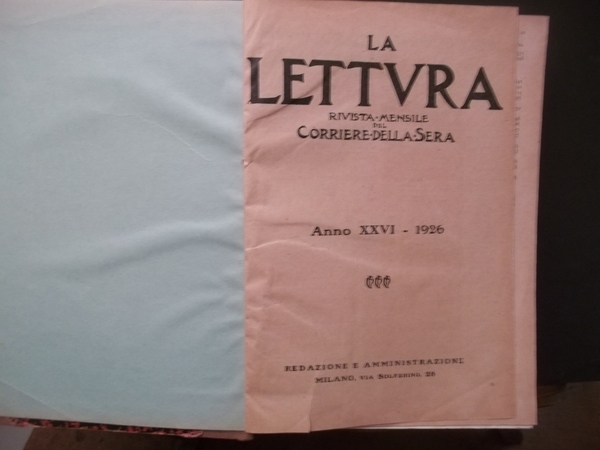 LA
LETTVRA
RIVISTA·MENSILE
DEL
CORRIERE·DELLA·SERA
Anno XXVI - 1926
REDAZIONE E AMMINISTRAZIONE
MILANO, VIA SOLFERINO, 28